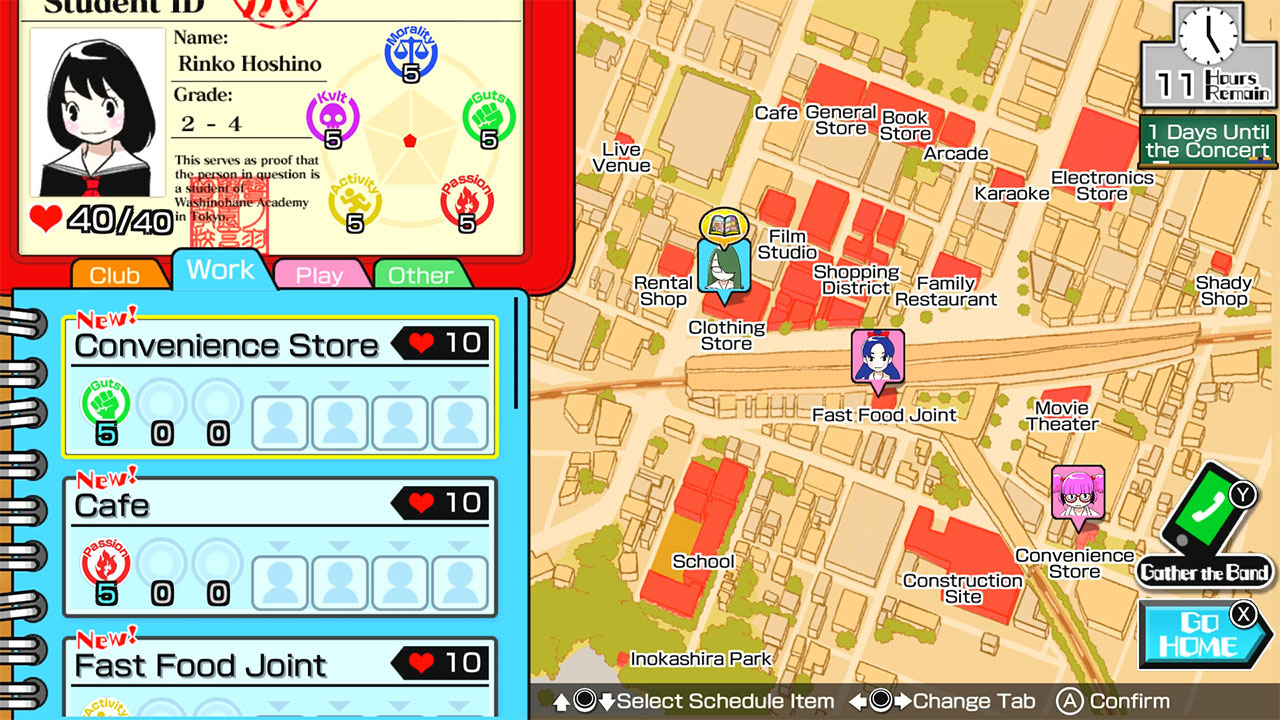 Student ID
Name:
Rinko Hoshino
Grade:
2 - 4
This serves as proof that
the person in question is
a student of
Washinohane Academy
in Tokyo.
40/40
Morality
5
Kvlt
5
Guts
5
Activity
5
Passion
5
Club
Work
Play
Other
New!
Convenience Store
10
Guts
5
0
0
New!
Cafe
10
Passion
5
0
0
New!
Fast Food Joint
10
Activity
Live
Venue
Cafe
General
Store
Book
Store
Arcade
Karaoke
Electronics
Store
Film
Studio
Rental
Shop
Shopping
District
Family
Restaurant
Shady
Shop
Clothing
Store
Fast Food Joint
Movie
Theater
School
Construction
Site
Convenience
Store
Inokashira Park
11 Hours
Remain
1 Days Until
the Concert
Y
Gather the Band
X
GO
HOME
Select Schedule Item
Change Tab
A Confirm